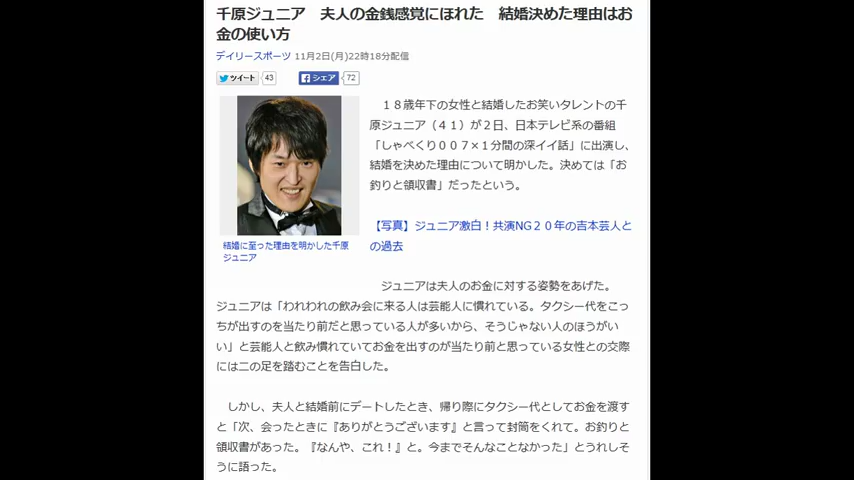 千原ジュニア　夫人の金銭感覚にほれた　結婚決めた理由はお
金の使い方
デイリースポーツ 11月2日(月)22時18分配信
ツイート 43 シェア 72
１８歳年下の女性と結婚したお笑いタレントの千
原ジュニア（４１）が２日、日本テレビ系の番組
「しゃべくり００７×１分間の深イイ話」に出演し、
結婚を決めた理由について明かした。決めては「お
釣りと領収書」だったという。
【写真】ジュニア激白！共演NG２０年の吉本芸人と
の過去
結婚に至った理由を明かした千原
ジュニア
ジュニアは夫人のお金に対する姿勢をあげた。
ジュニアは「われわれの飲み会に来る人は芸能人に慣れている。タクシー代をこっ
ちが出すのを当たり前だと思っている人が多いから、そうじゃない人のほうがい
い」と芸能人と飲み慣れていてお金を出すのが当たり前と思っている女性との交際
には二の足を踏むことを告白した。
しかし、夫人と結婚前にデートしたとき、帰り際にタクシー代としてお金を渡す
と「次、会ったときに『ありがとうございます』と言って封筒をくれて。お釣りと
領収書があった。『なんや、これ！』と。今までそんなことなかった」とうれしそ
うに語った。